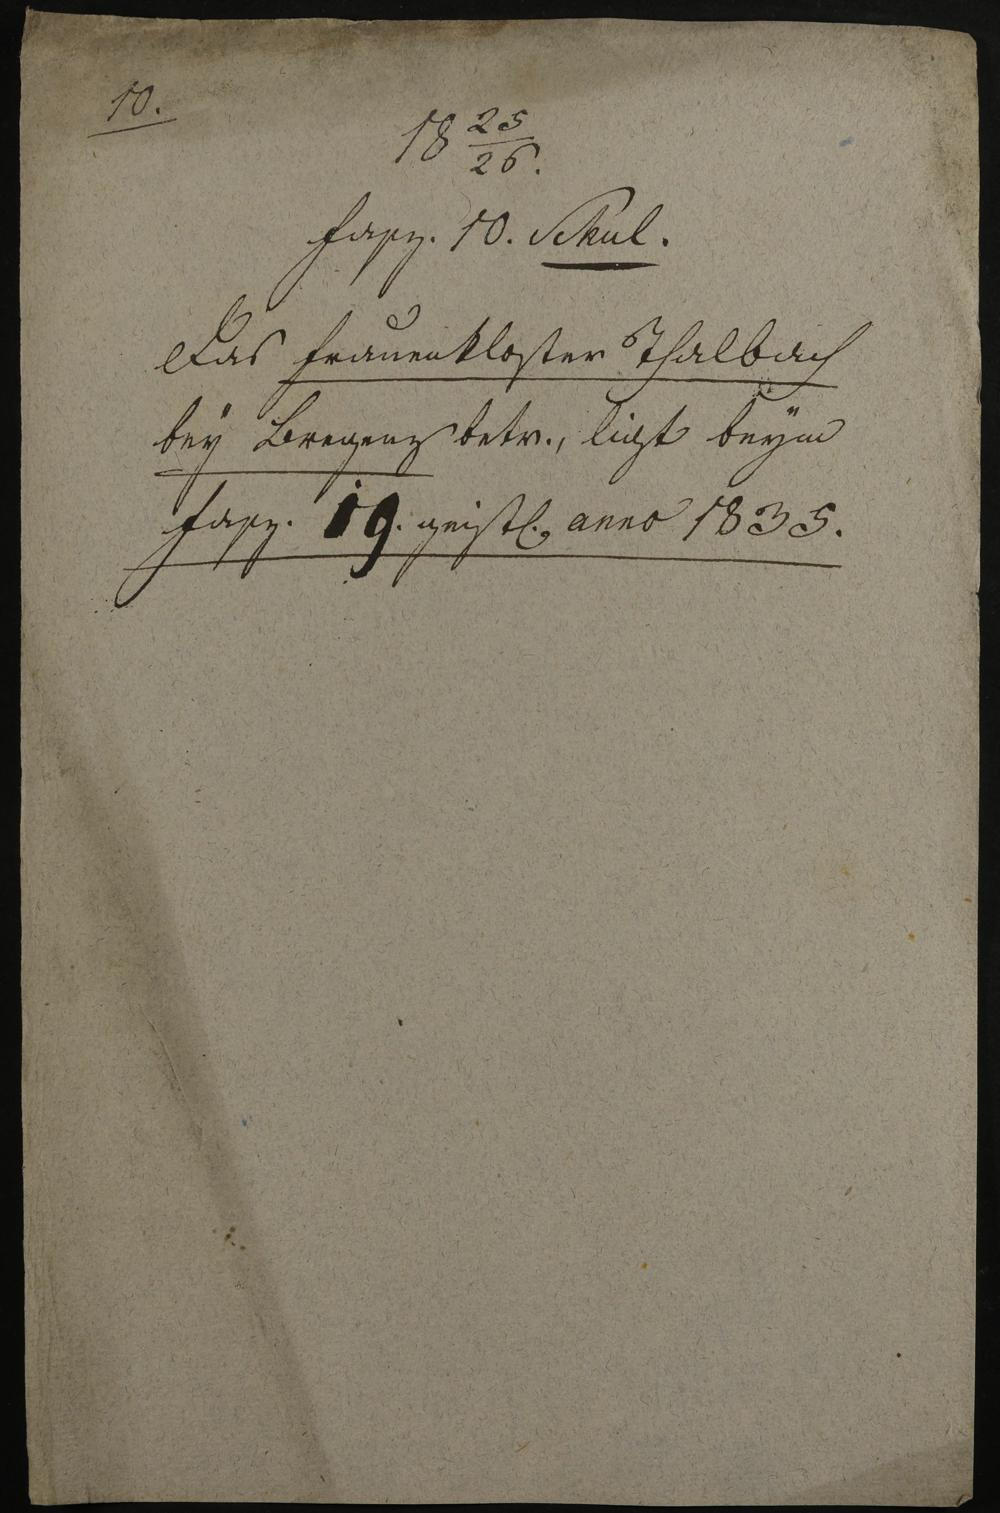 10.
18 25/26.
Fasz. 10. Schul.
Das Frauenkloster Thalbach
bey Bregenz betr., ligt beym
Fasz. 19. geistl. anno 1835.